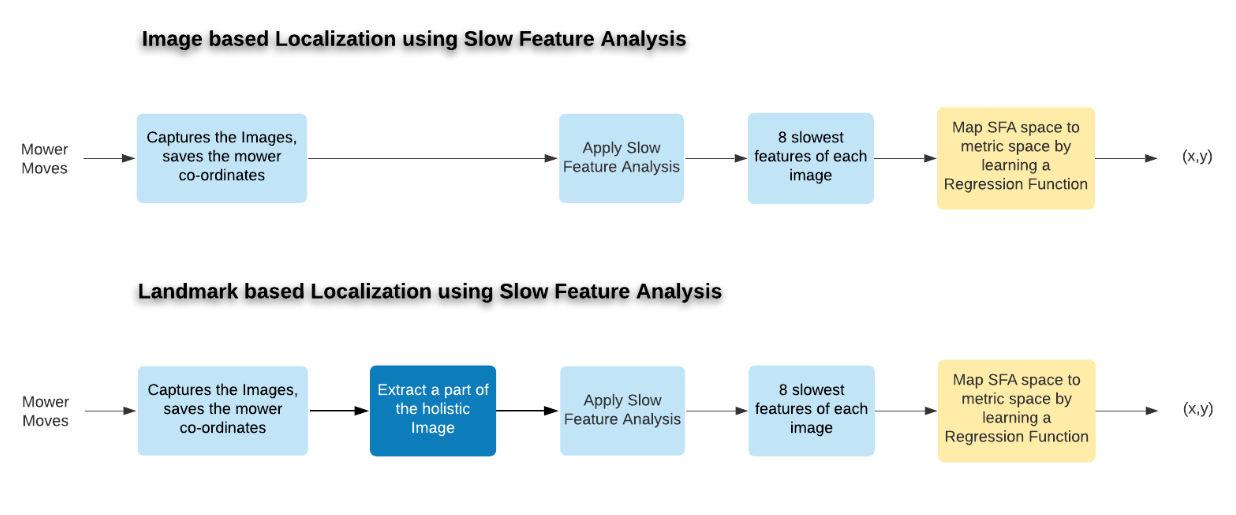 Image based Localization using Slow Feature Analysis
Mower
Moves
Captures the Images,
saves the mower
co-ordinates
Apply Slow
Feature Analysis
8 slowest
features of each
image
Map SFA space to
metric space by
learning a
Regression Function
(x,y)
Landmark based Localization using Slow Feature Analysis
Mower
Moves
Captures the Images,
saves the mower
co-ordinates
Extract a part of
the holistic
Image
Apply Slow
Feature Analysis
8 slowest
features of each
image
Map SFA space to
metric space by
learning a
Regression Function
(x,y)